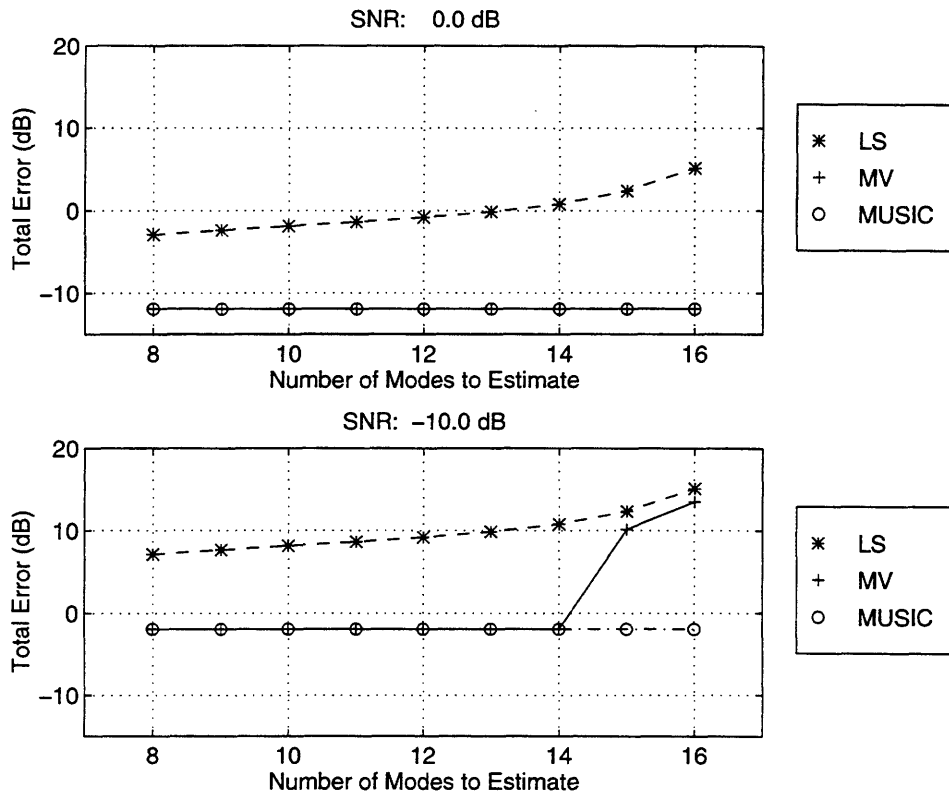 SNR: 0.0 dB
20
10
0
−10
Total Error (dB)
8 10 12 14 16
Number of Modes to Estimate
LS
MV
MUSIC
SNR: −10.0 dB
20
10
0
−10
Total Error (dB)
8 10 12 14 16
Number of Modes to Estimate
LS
MV
MUSIC